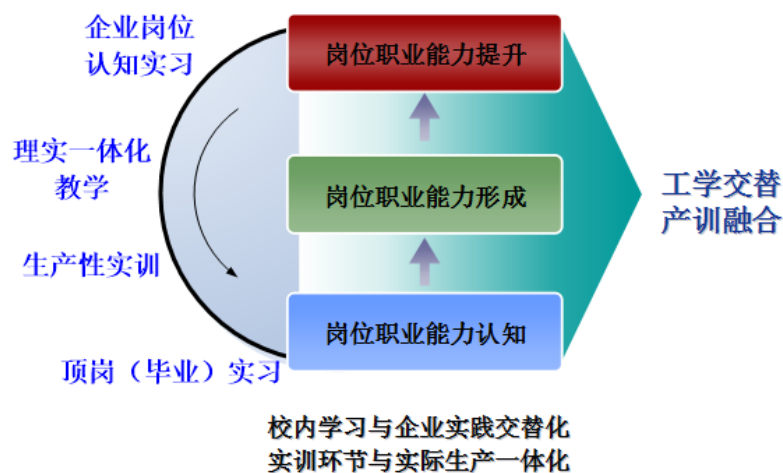 企业岗位
认知实习
理实一体化
教学
生产性实训
顶岗（毕业）实习
岗位职业能力提升
岗位职业能力形成
岗位职业能力认知
工学交替
产训融合
校内学习与企业实践交替化
实训环节与实际生产一体化